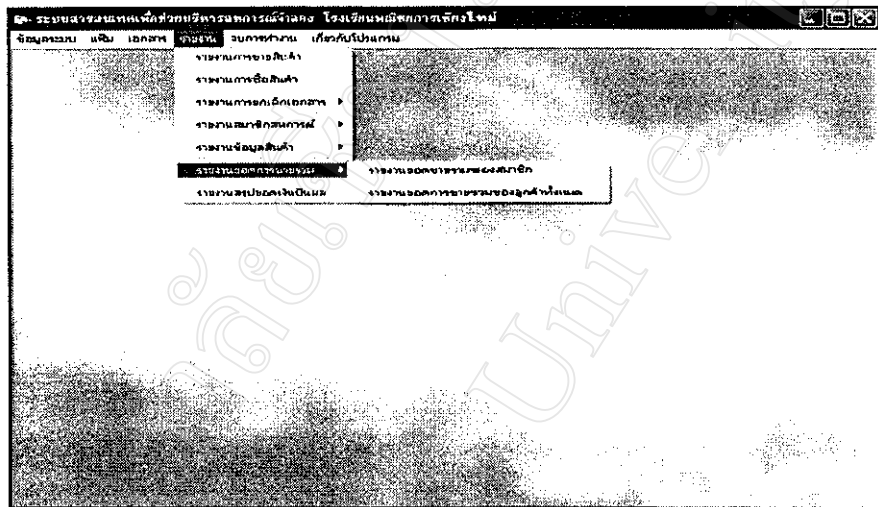 ระบบสารสนเทศเพื่อช่วยบริหารสหกรณ์จำลอง โรงเรียนพณิชยการเชียงใหม่
ข้อมูลระบบ แฟ้ม เอกสาร รายงาน จบการทำงาน เกี่ยวกับโปรแกรม
รายงานการขายสินค้า
รายงานการซื้อสินค้า
รายงานการยกเลิกเอกสาร
รายงานสมาชิกสหกรณ์
รายงานข้อมูลสินค้า
รายงานยอดการขายรวม รายงานยอดขายรวมของสมาชิก
รายงานสรุปยอดเงินปันผล รายงานยอดการขายรวมของลูกค้าทั้งหมด